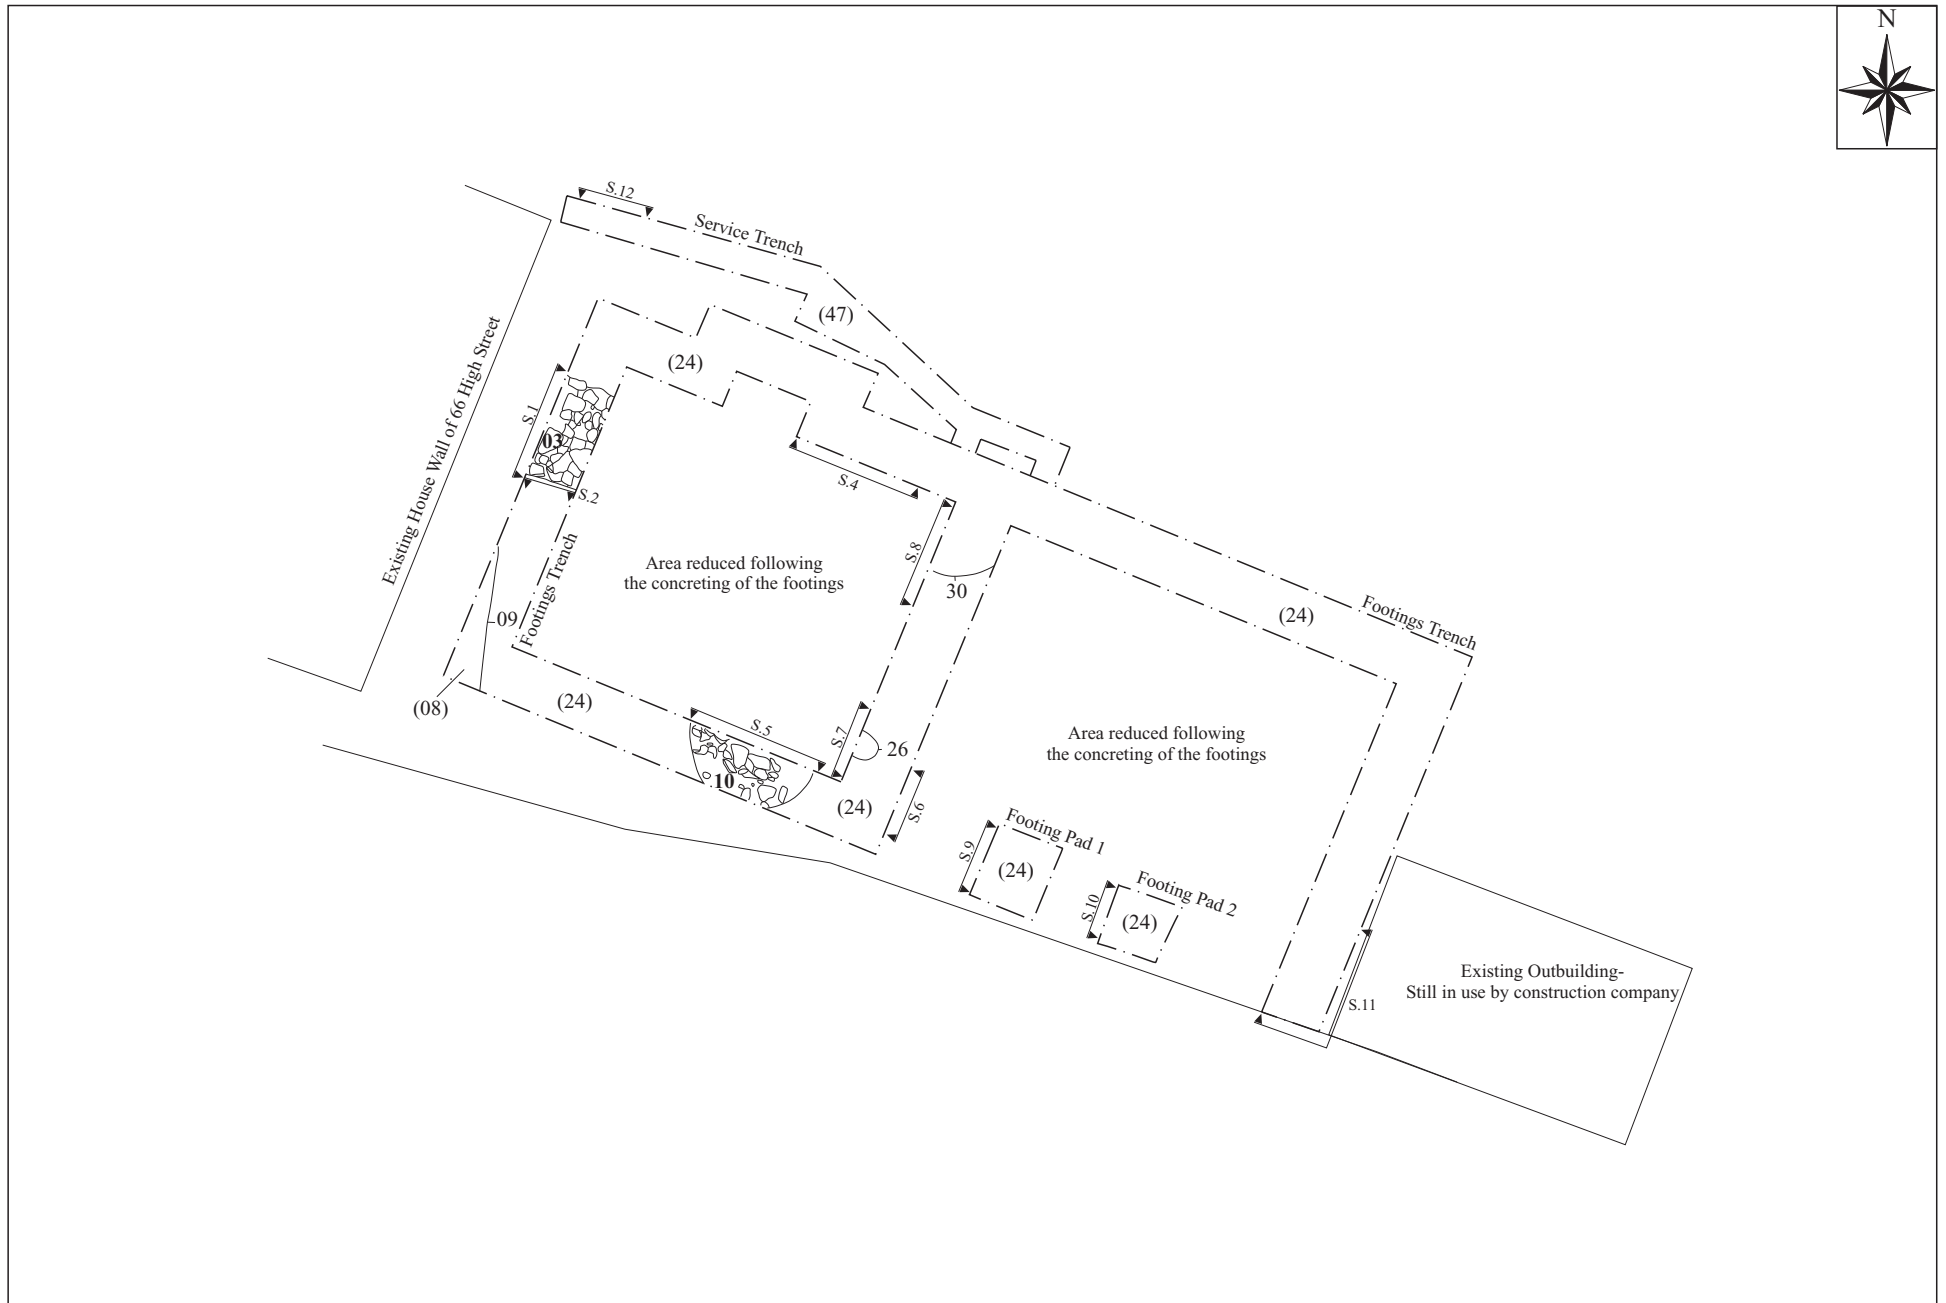 N
S.12
Service Trench
(47)
(24)
Existing House Wall of 66 High Street
S.1
03
S.2
S.4
S.8
Area reduced following
the concreting of the footings
30
Footings Trench
09
(24)
Footings Trench
(08)
(24)
S.5
S.7
26
Area reduced following
the concreting of the footings
10
(24)
S.6
Footing Pad 1
S.9
(24)
Footing Pad 2
S.10
(24)
Existing Outbuilding-
Still in use by construction company
S.11